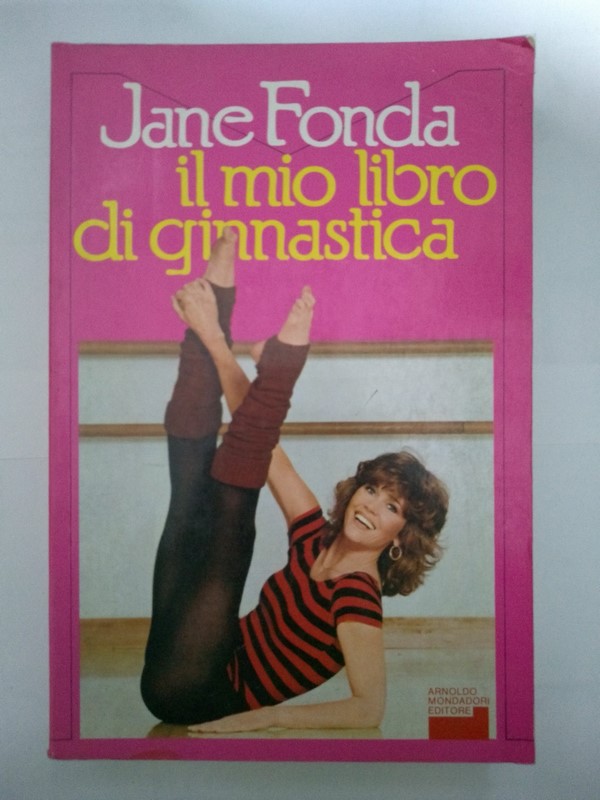 Jane Fonda
il mio libro
di ginnastica
ARNOLDO
MONDADORI
EDITORE